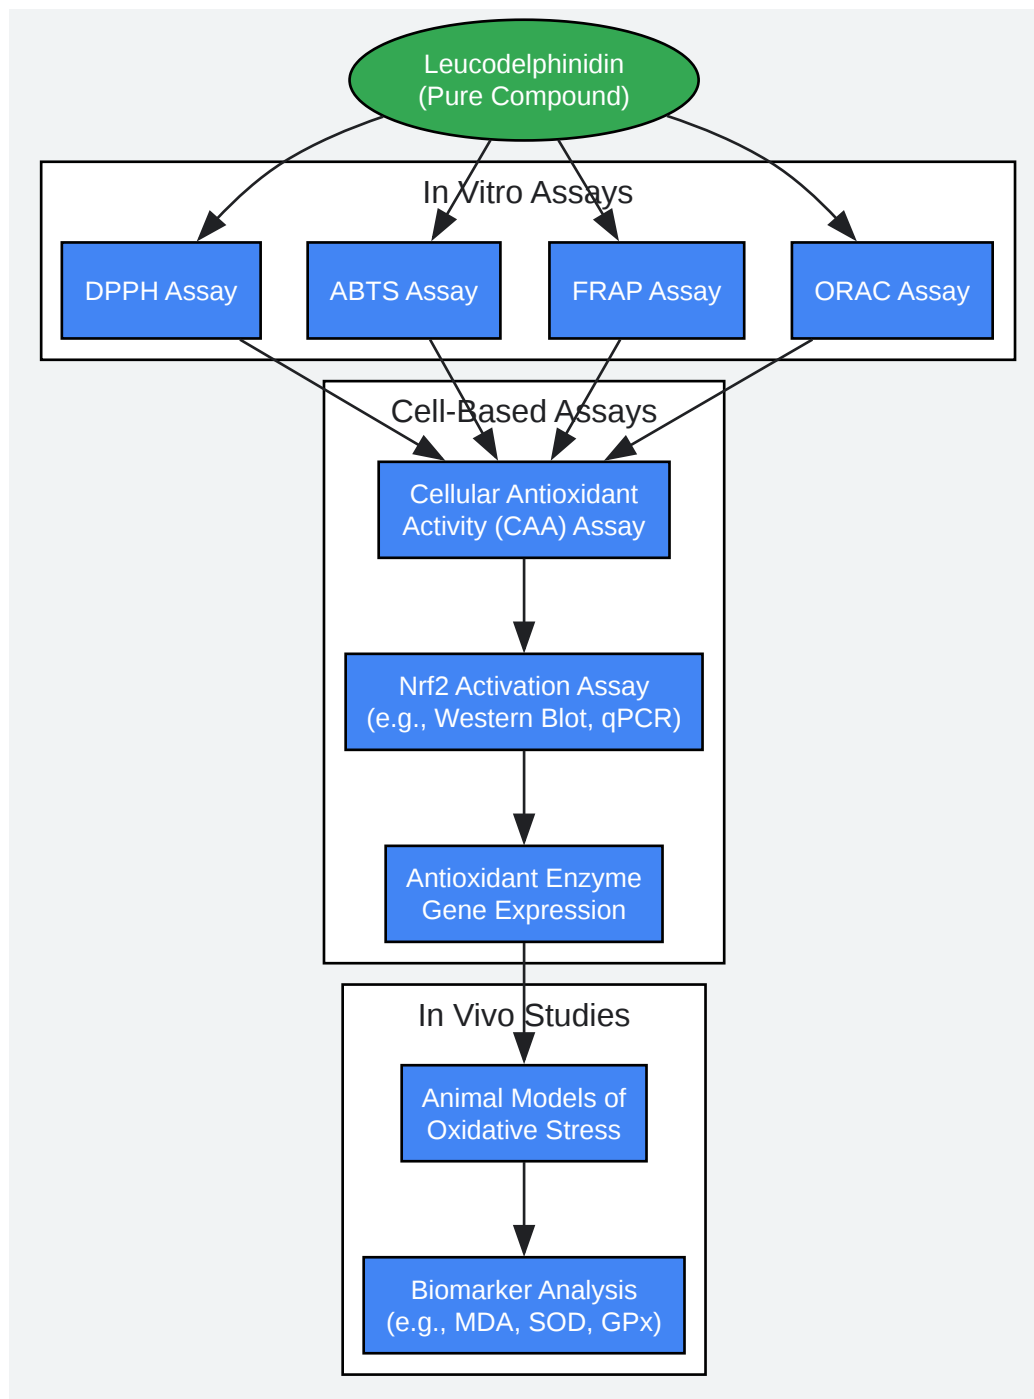 Leucodelphinidin
(Pure Compound)
In Vitro Assays
DPPH Assay
ABTS Assay
FRAP Assay
ORAC Assay
Cell-Based Assays
Cellular Antioxidant
Activity (CAA) Assay
Nrf2 Activation Assay
(e.g., Western Blot, qPCR)
Antioxidant Enzyme
Gene Expression
In Vivo Studies
Animal Models of
Oxidative Stress
Biomarker Analysis
(e.g., MDA, SOD, GPx)